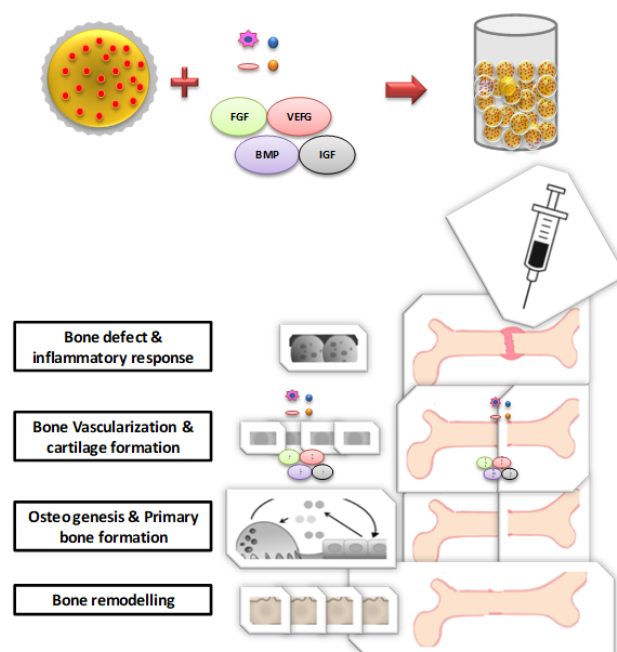 FGF
VEFG
BMP
IGF
Bone defect &
inflammatory response
Bone Vascularization &
cartilage formation
Osteogenesis & Primary
bone formation
Bone remodelling